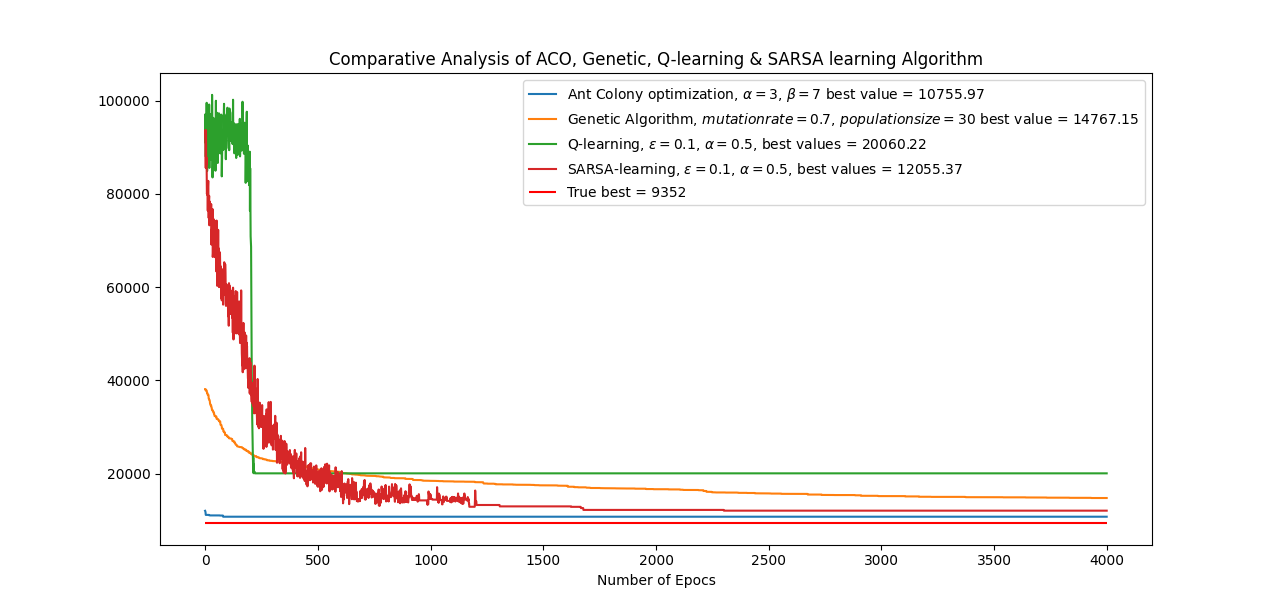 Comparative Analysis of ACO, Genetic, Q-learning & SARSA learning Algorithm
100000
80000
60000
40000
20000
Ant Colony optimization, α = 3, β = 7 best value = 10755.97
Genetic Algorithm, mutationrate = 0.7, populationsize = 30 best value = 14767.15
Q-learning, ε = 0.1, α = 0.5, best values = 20060.22
SARSA-learning, ε = 0.1, α = 0.5, best values = 12055.37
True best = 9352
0 500 1000 1500 2000 2500 3000 3500 4000
Number of Epocs